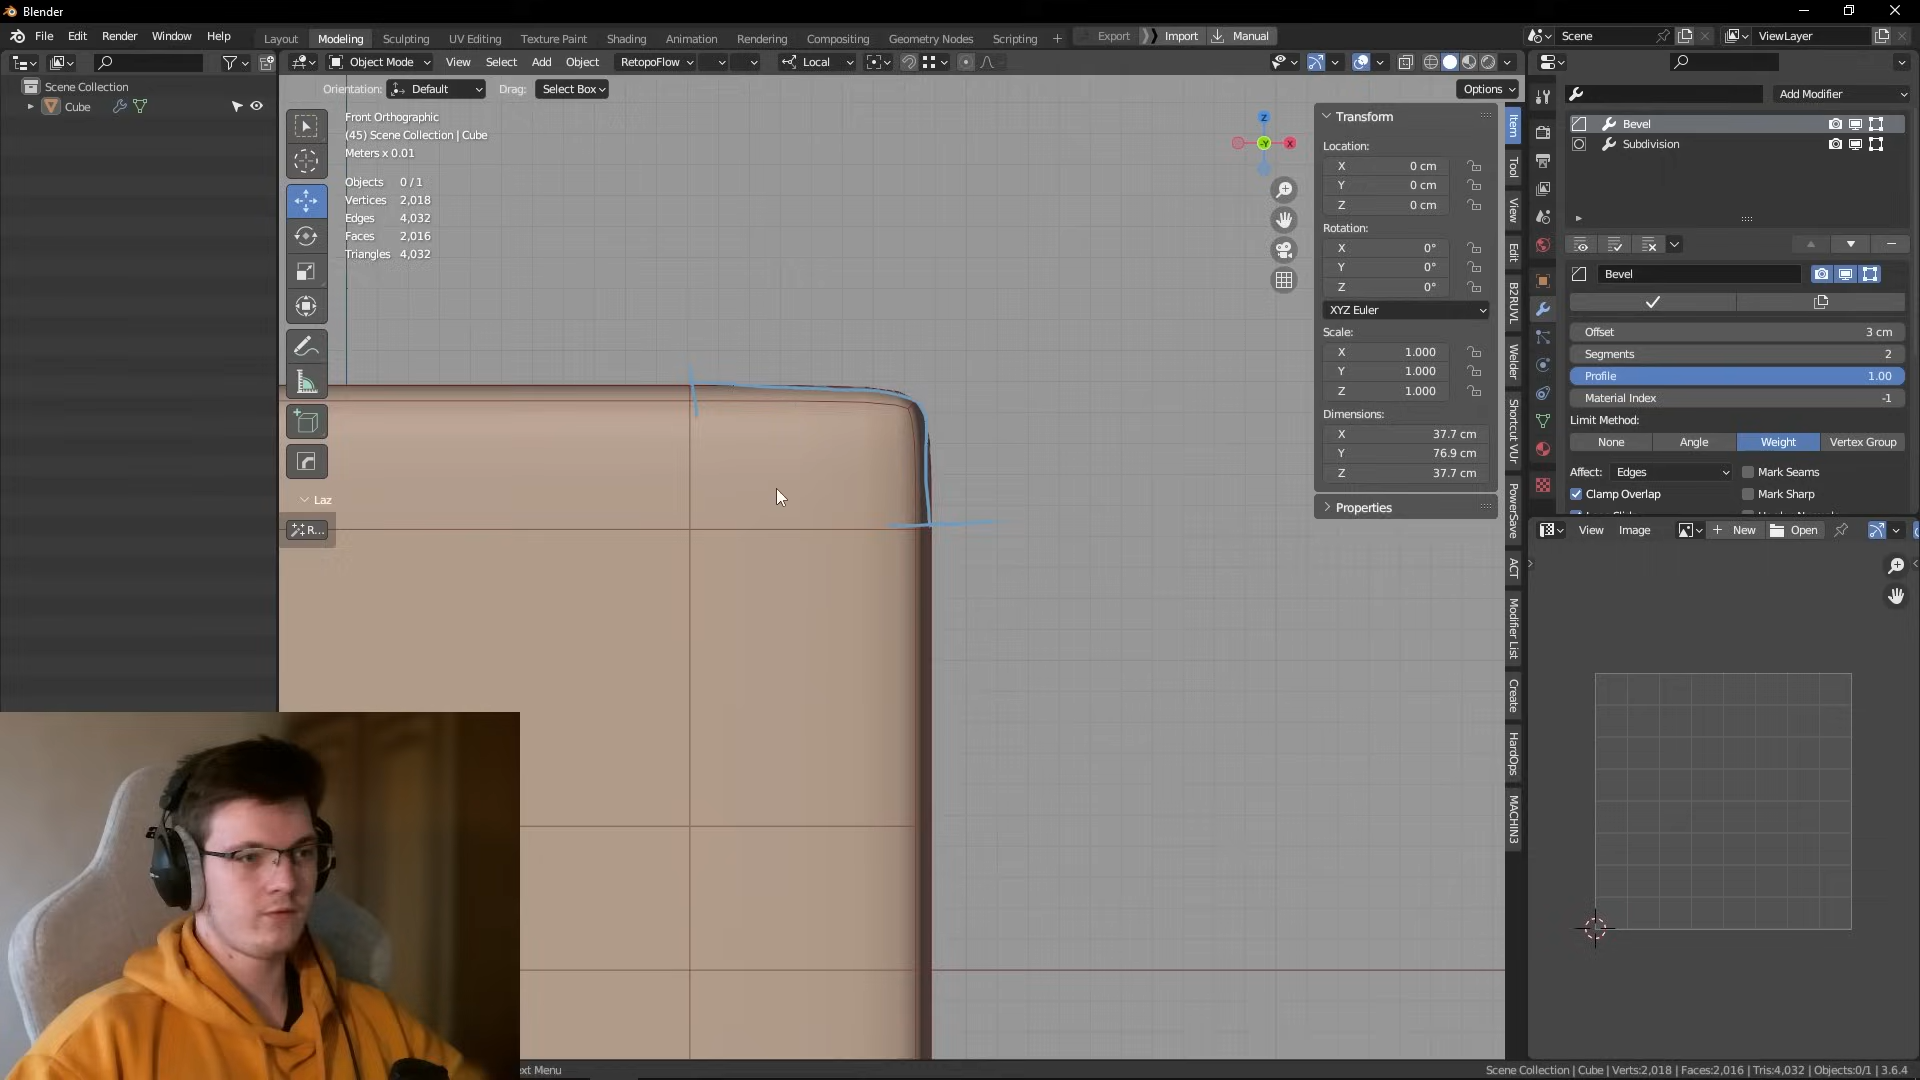 Blender
File Edit Render Window Help
Layout Modeling Sculpting UV Editing Texture Paint Shading Animation Rendering Compositing Geometry Nodes Scripting +
Export Import Manual
Scene ViewLayer
Scene Collection
Cube
Object Mode View Select Add Object RetopoFlow Local
Orientation: Default Drag: Select Box Options
Front Orthographic
(45) Scene Collection | Cube
Meters x 0.01
Objects 0 / 1
Vertices 2,018
Edges 4,032
Faces 2,016
Triangles 4,032
Laz
R...
Z
X
-Y
Transform
Location:
X 0 cm
Y 0 cm
Z 0 cm
Rotation:
X 0°
Y 0°
Z 0°
XYZ Euler
Scale:
X 1.000
Y 1.000
Z 1.000
Dimensions:
X 37.7 cm
Y 76.9 cm
Z 37.7 cm
Properties
Item
Tool
View
Edit
B2RUVL
Welder
Shortcut VUr
PowerSave
ACT
Modifier List
Create
HardOps
MACHIN3
Add Modifier
Bevel
Subdivision
Bevel
Offset 3 cm
Segments 2
Profile 1.00
Material Index -1
Limit Method:
None Angle Weight Vertex Group
Affect: Edges Mark Seams
Clamp Overlap Mark Sharp
View Image New Open
ext Menu
Scene Collection | Cube | Verts:2,018 | Faces:2,016 | Tris:4,032 | Objects:0/1 | 3.6.4